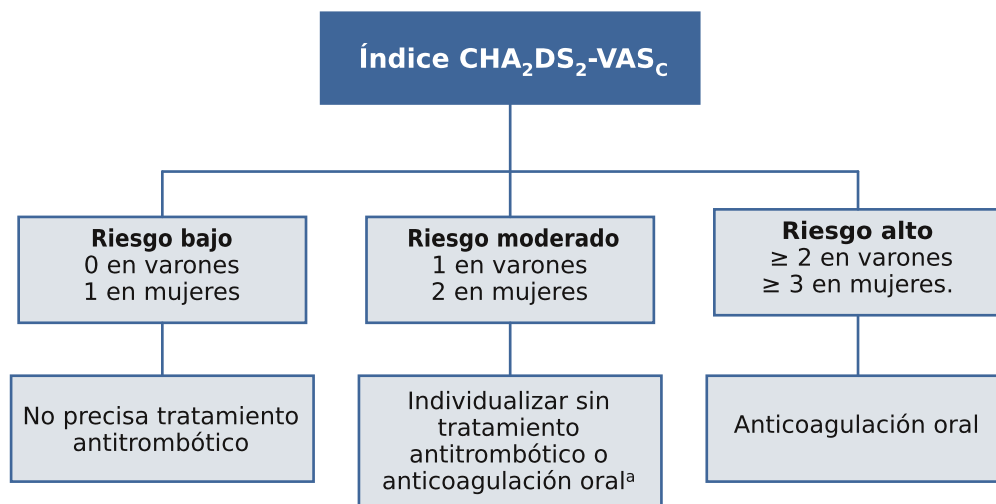 Índice CHA₂DS₂-VAS_C
Riesgo bajo
0 en varones
1 en mujeres
Riesgo moderado
1 en varones
2 en mujeres
Riesgo alto
≥ 2 en varones
≥ 3 en mujeres.
No precisa tratamiento
antitrombótico
Individualizar sin
tratamiento
antitrombótico o
anticoagulación oralᵃ
Anticoagulación oral